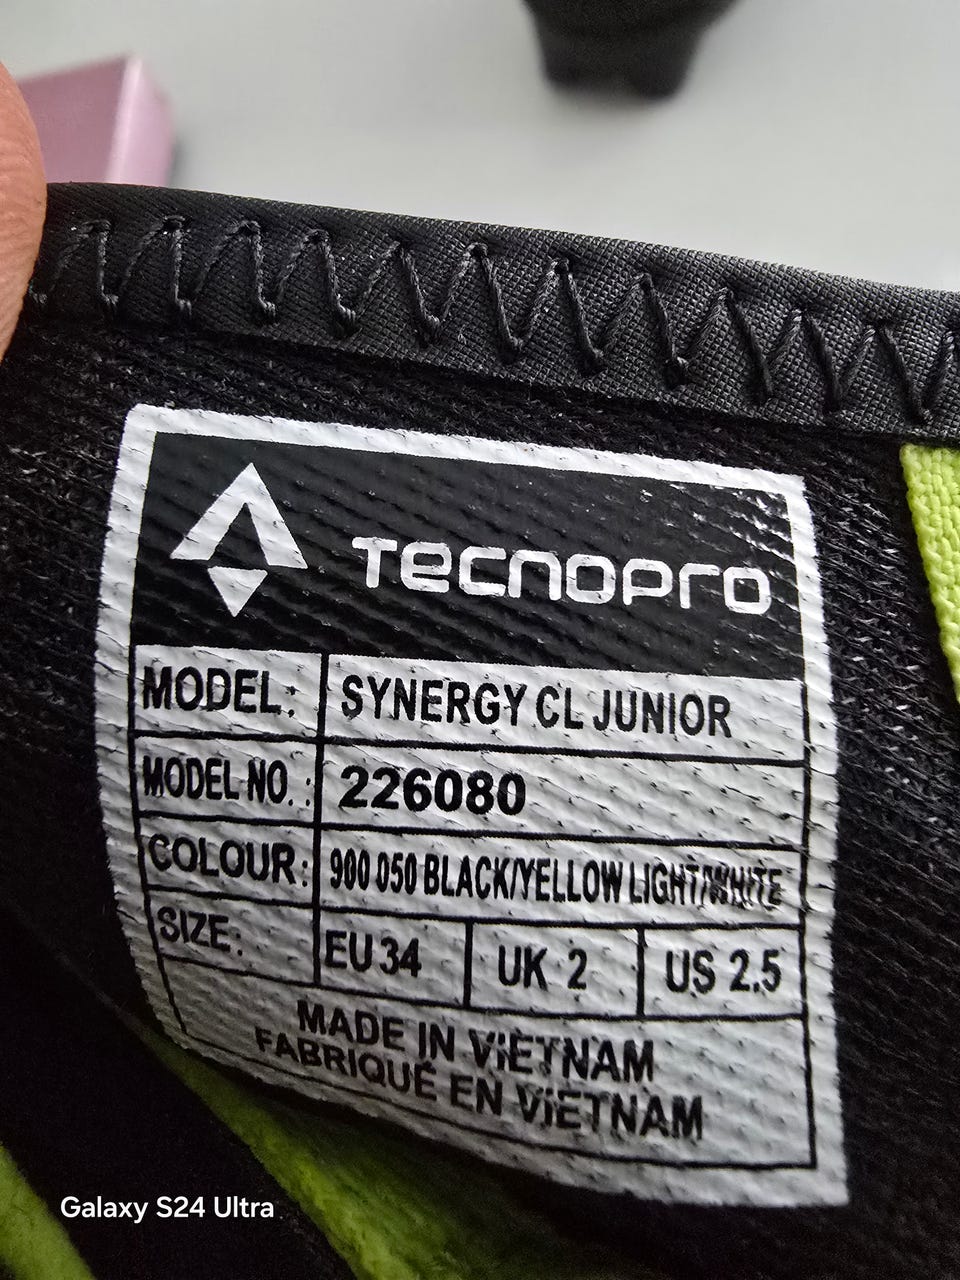 TECNOPRO
MODEL: SYNERGY CL JUNIOR
MODEL NO.: 226080
COLOUR: 900 050 BLACK/YELLOW LIGHT/WHITE
SIZE: EU 34 UK 2 US 2.5
MADE IN VIETNAM
FABRIQUÉ EN VIETNAM
Galaxy S24 Ultra